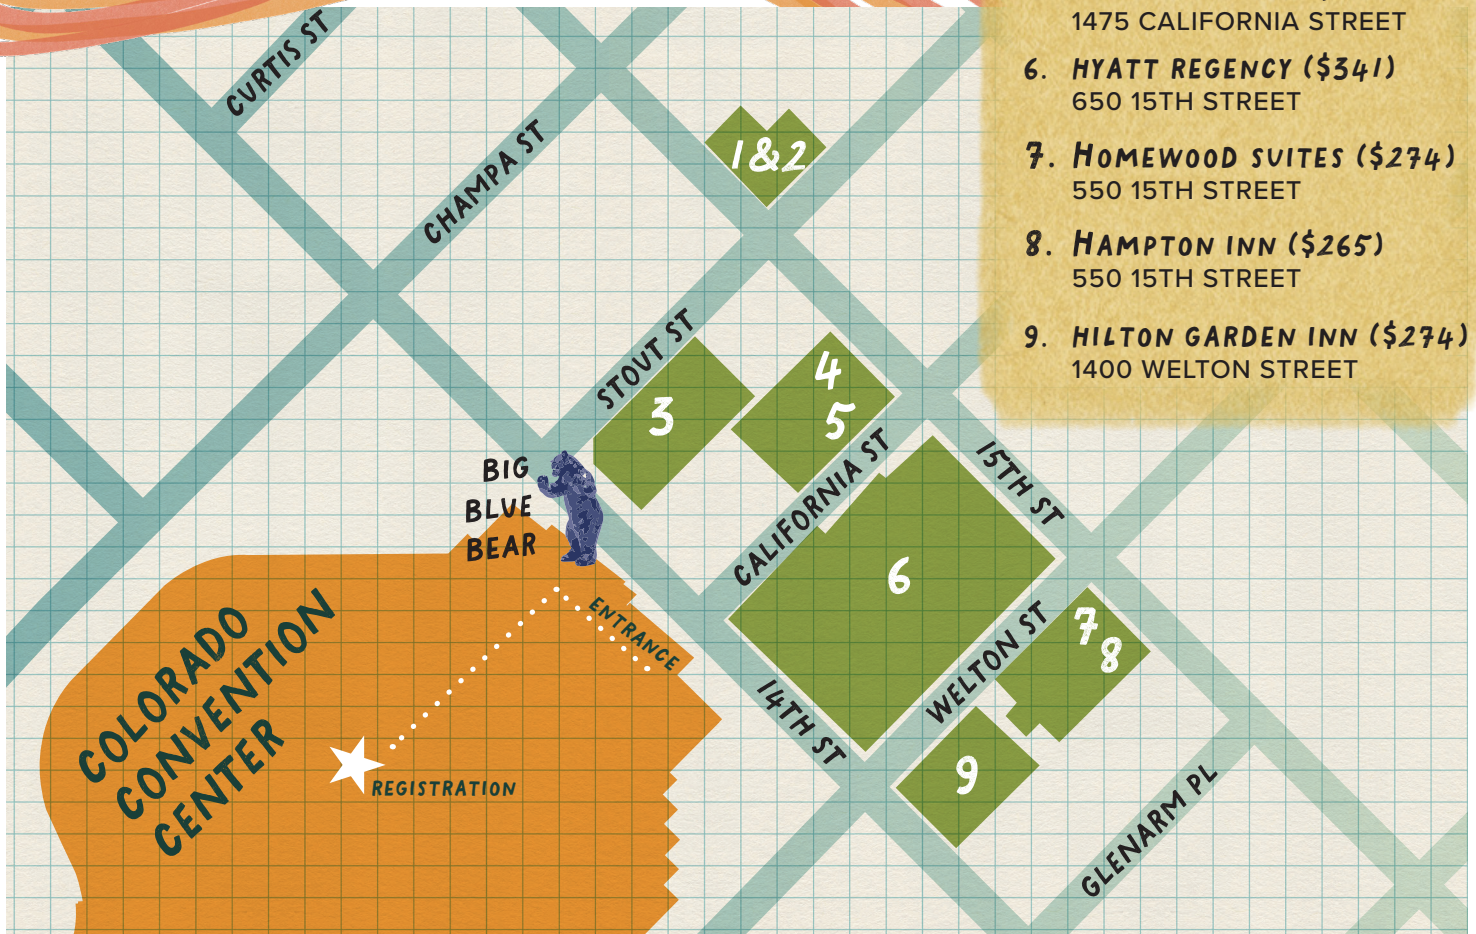 CURTIS ST
CHAMPA ST
1&2
STOUT ST
3
4
5
CALIFORNIA ST
15TH ST
6
WELTON ST
7
8
14TH ST
9
GLENARM PL
BIG
BLUE
BEAR
ENTRANCE
COLORADO
CONVENTION
CENTER
REGISTRATION
1475 CALIFORNIA STREET
6. HYATT REGENCY ($341)
650 15TH STREET
7. HOMEWOOD SUITES ($274)
550 15TH STREET
8. HAMPTON INN ($265)
550 15TH STREET
9. HILTON GARDEN INN ($274)
1400 WELTON STREET